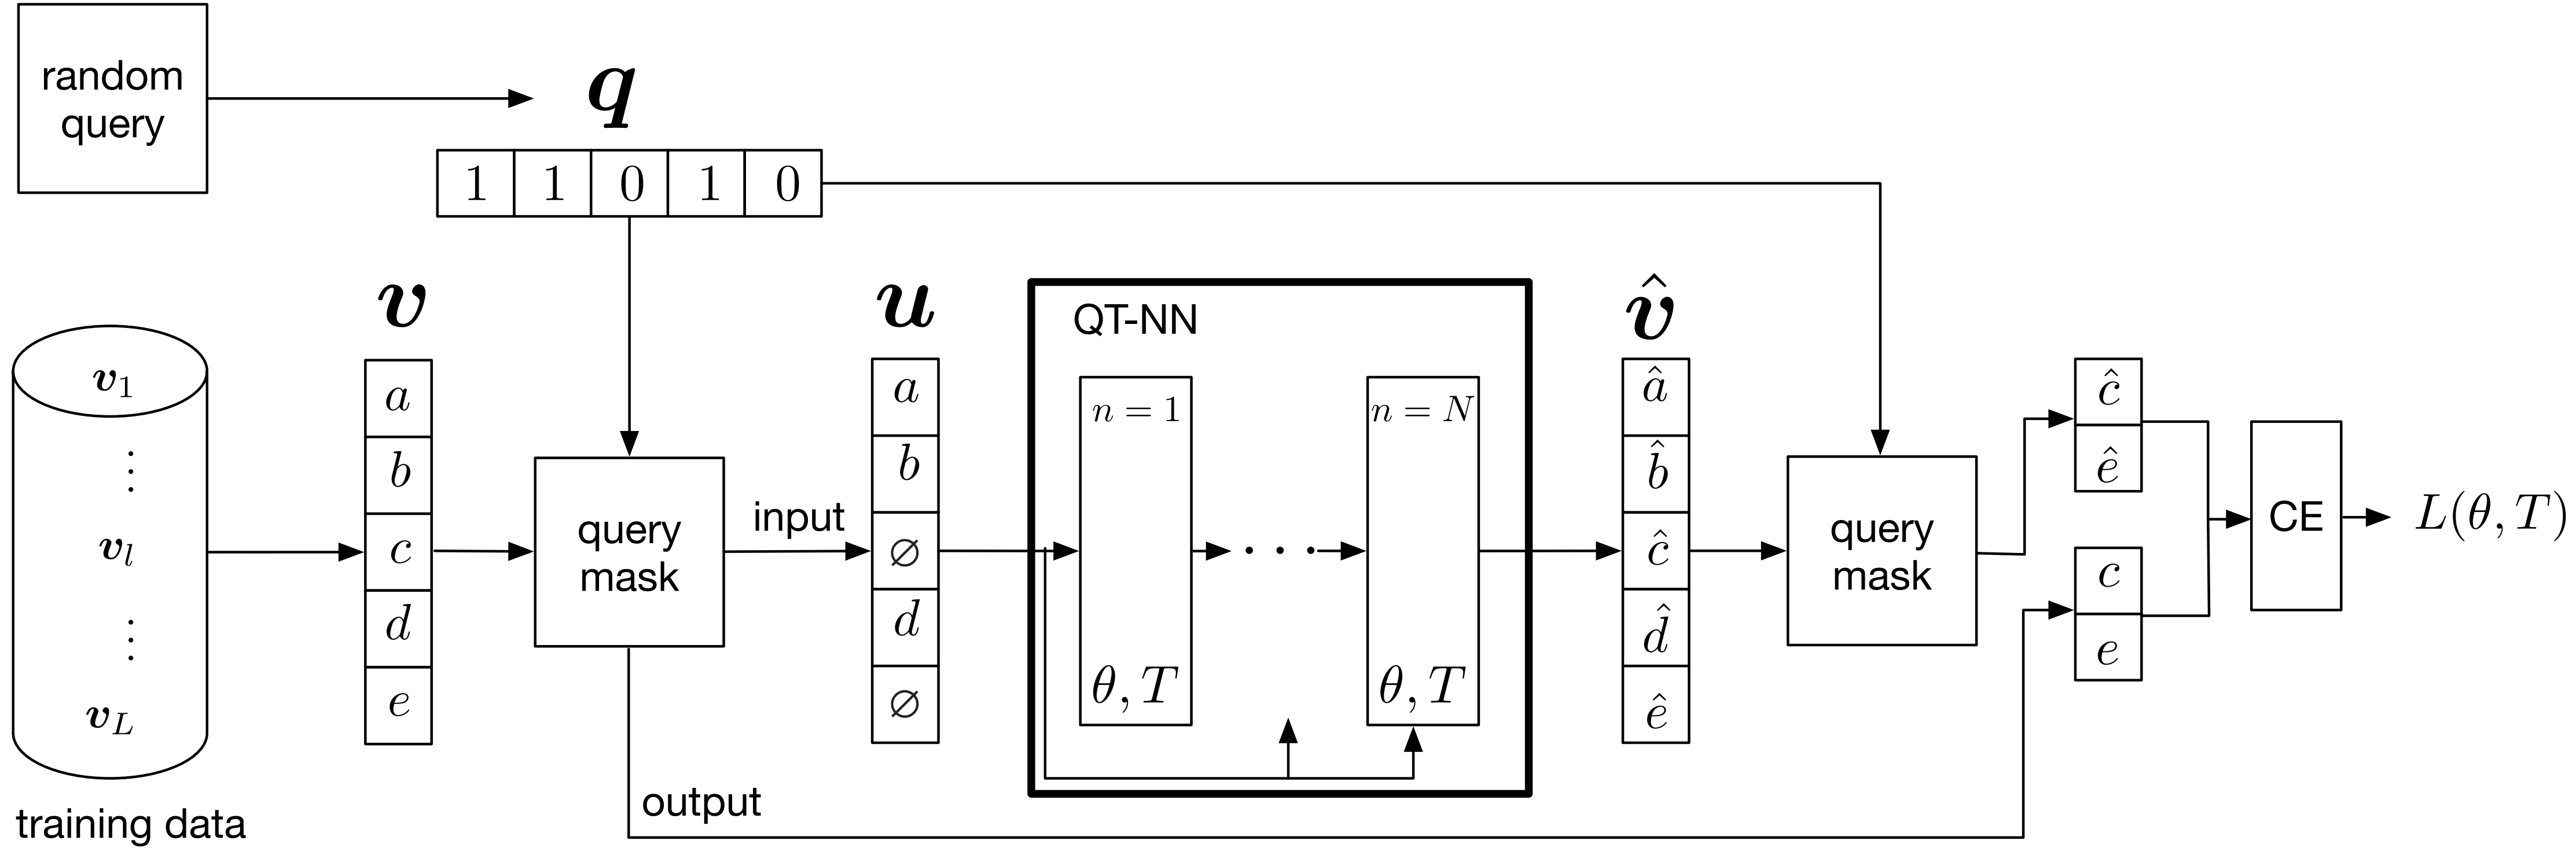 random
query
q
1 1 0 1 0
v
u
QT-NN
v̂
v₁
⋮
vₗ
⋮
v_L
training data
a
b
c
d
e
query
mask
input
output
a
b
∅
d
∅
n = 1
θ, T
· · ·
n = N
θ, T
â
b̂
ĉ
d̂
ê
query
mask
ĉ
ê
c
e
CE
L(θ, T)